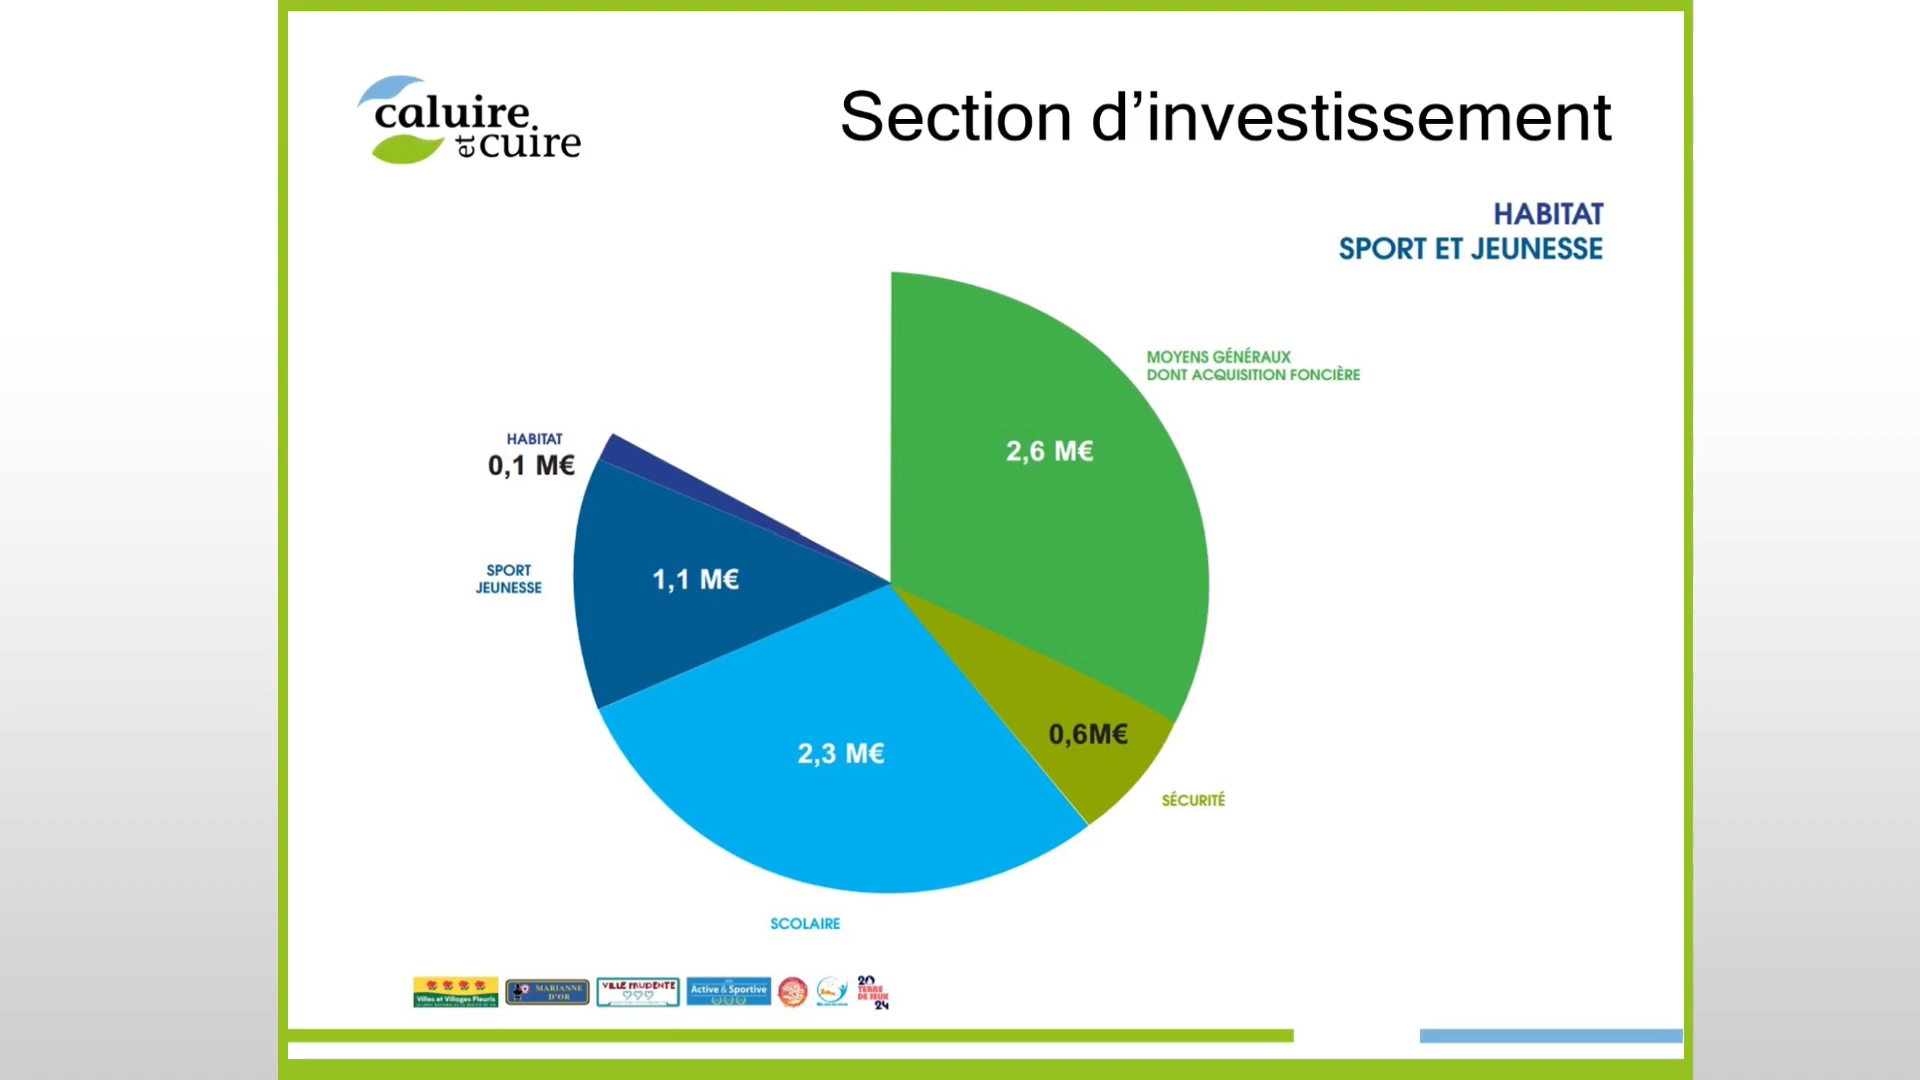 caluire
et cuire
Section d’investissement
HABITAT
SPORT ET JEUNESSE
MOYENS GÉNÉRAUX
DONT ACQUISITION FONCIÈRE
2,6 M€
HABITAT
0,1 M€
SPORT
JEUNESSE
1,1 M€
0,6M€
2,3 M€
SÉCURITÉ
SCOLAIRE
Villes et Villages Fleuris
MARIANNE
D'OR
VILLE PRUDENTE
Active & Sportive
20
TERRE
DE JEUX
24